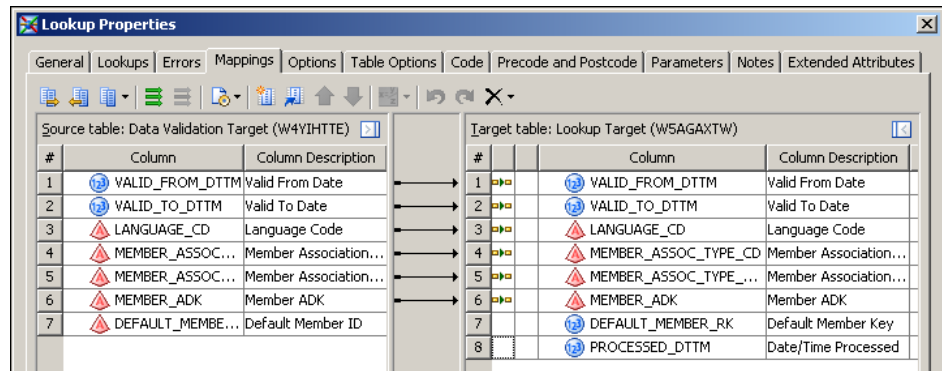 Lookup Properties
General Lookups Errors Mappings Options Table Options Code Precode and Postcode Parameters Notes Extended Attributes
Source table: Data Validation Target (W4YIHTTE) Target table: Lookup Target (W5AGAXTW)
# Column Column Description # Column Column Description
1 VALID_FROM_DTTM Valid From Date 1 VALID_FROM_DTTM Valid From Date
2 VALID_TO_DTTM Valid To Date 2 VALID_TO_DTTM Valid To Date
3 LANGUAGE_CD Language Code 3 LANGUAGE_CD Language Code
4 MEMBER_ASSOC... Member Association... 4 MEMBER_ASSOC_TYPE_CD Member Association...
5 MEMBER_ASSOC... Member Association... 5 MEMBER_ASSOC_TYPE_... Member Association...
6 MEMBER_ADK Member ADK 6 MEMBER_ADK Member ADK
7 DEFAULT_MEMBE... Default Member ID 7 DEFAULT_MEMBER_RK Default Member Key
8 PROCESSED_DTTM Date/Time Processed